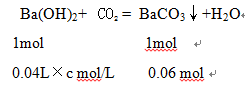 Ba(OH)₂+ CO₂ = BaCO₃↓+H₂O↵
1mol 1mol ↵
0.04L×c mol/L 0.06 mol ↵